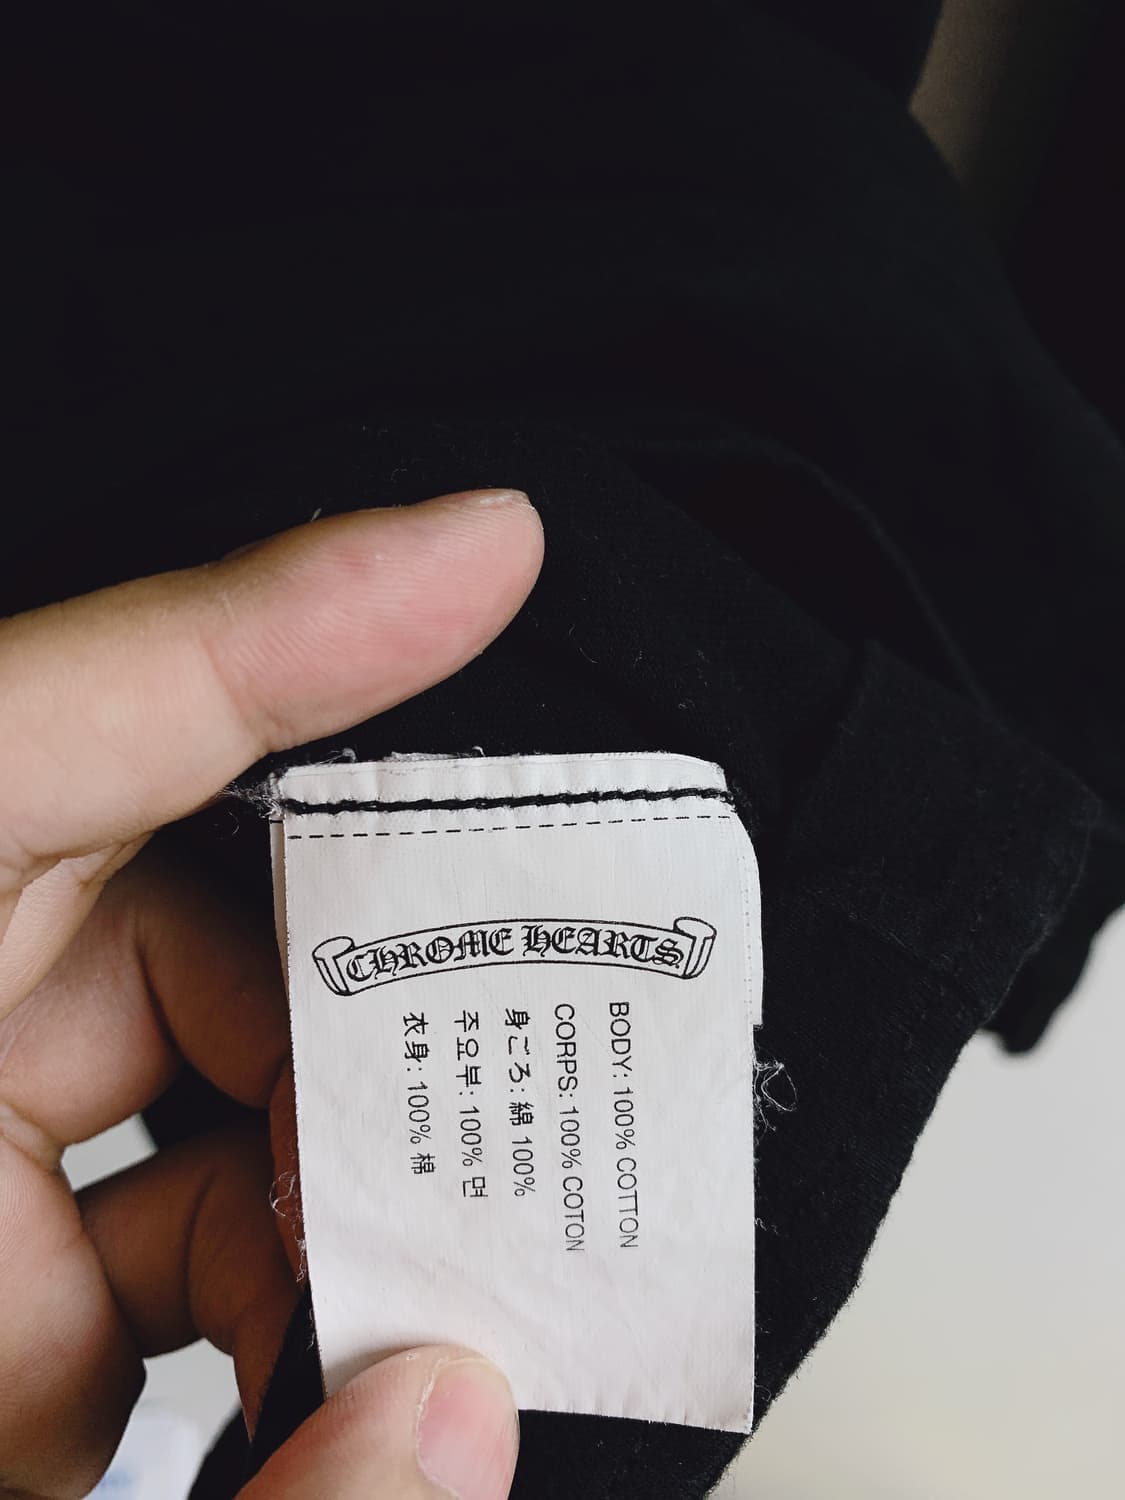 CHROME HEARTS
BODY: 100% COTTON
CORPS: 100% COTON
身ごろ: 綿 100%
주요부: 100% 면
衣身: 100% 棉